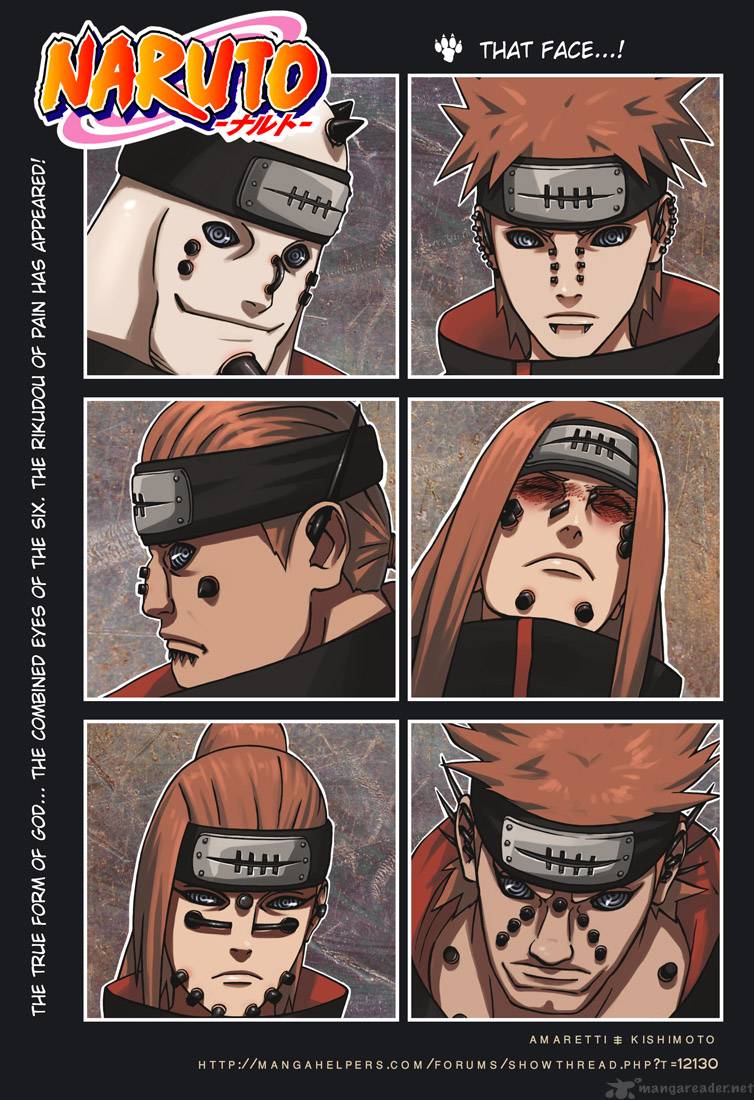 NARUTO
-ナルト-
THAT FACE...!
THE TRUE FORM OF GOD... THE COMBINED EYES OF THE SIX. THE RIKUDOU OF PAIN HAS APPEARED!
AMARETTI キ KISHIMOTO
HTTP://MANGAHELPERS.COM/FORUMS/SHOWTHREAD.PHP?T=12130
mangareader.net